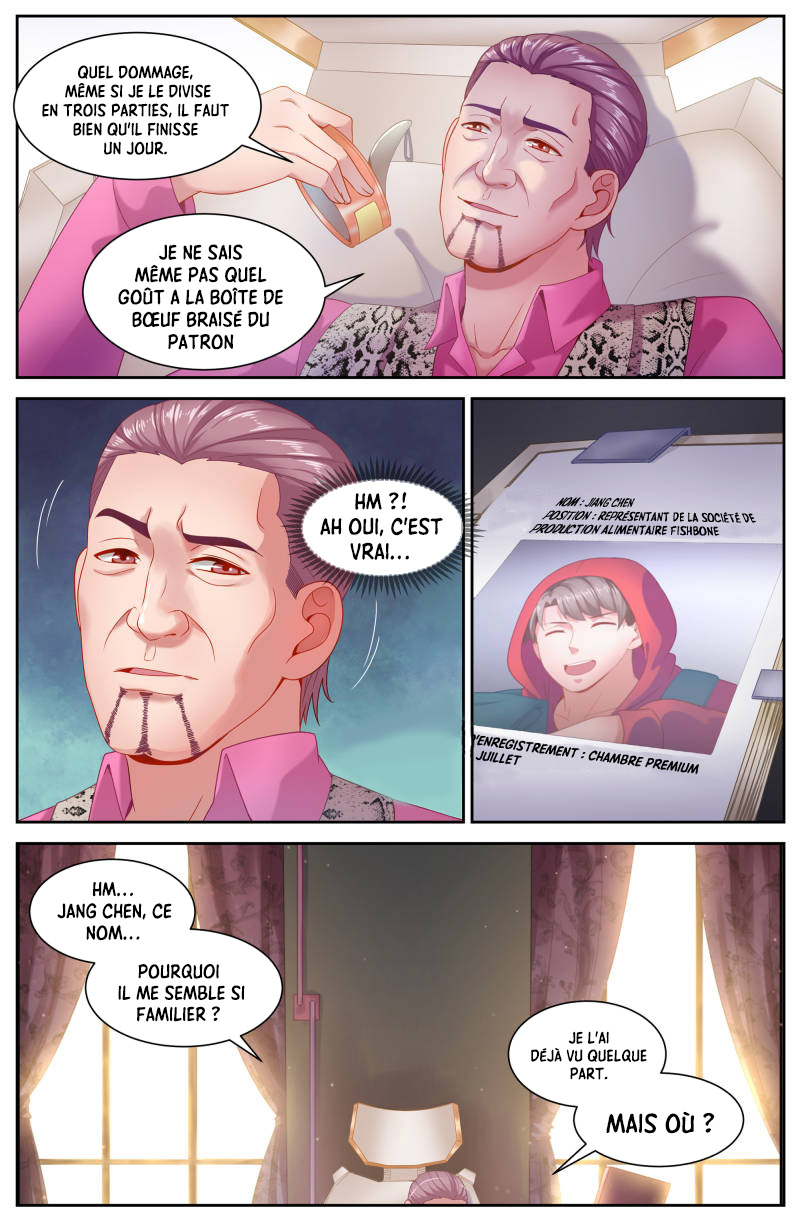 QUEL DOMMAGE,
MÊME SI JE LE DIVISE
EN TROIS PARTIES, IL FAUT
BIEN QU'IL FINISSE
UN JOUR.
JE NE SAIS
MÊME PAS QUEL
GOÛT A LA BOÎTE DE
BŒUF BRAISÉ DU
PATRON
HM ?!
AH OUI, C'EST
VRAI...
NOM : JIANG CHEN
POSTION : REPRÉSENTANT DE LA SOCIÉTÉ DE
PRODUCTION ALIMENTAIRE FISHBONE
'ENREGISTREMENT : CHAMBRE PREMIUM
JUILLET
HM...
JANG CHEN, CE
NOM...
POURQUOI
IL ME SEMBLE SI
FAMILIER ?
JE L'AI
DÉJÀ VU QUELQUE
PART.
MAIS OÙ ?